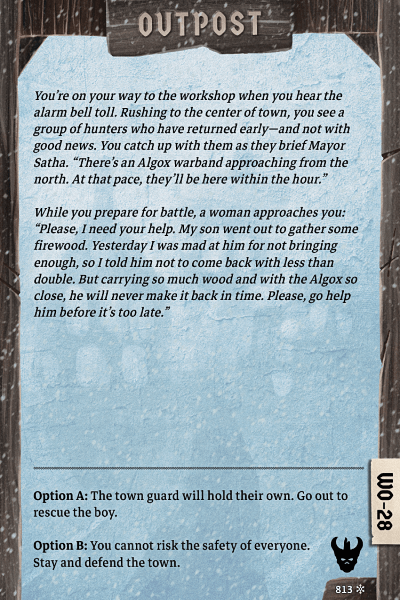 OUTPOST
You’re on your way to the workshop when you hear the
alarm bell toll. Rushing to the center of town, you see a
group of hunters who have returned early—and not with
good news. You catch up with them as they brief Mayor
Satha. “There’s an Algox warband approaching from the
north. At that pace, they’ll be here within the hour.”
While you prepare for battle, a woman approaches you:
“Please, I need your help. My son went out to gather some
firewood. Yesterday I was mad at him for not bringing
enough, so I told him not to come back with less than
double. But carrying so much wood and with the Algox so
close, he will never make it back in time. Please, go help
him before it’s too late.”
Option A: The town guard will hold their own. Go out to
rescue the boy.
Option B: You cannot risk the safety of everyone.
Stay and defend the town.
WO-28
813